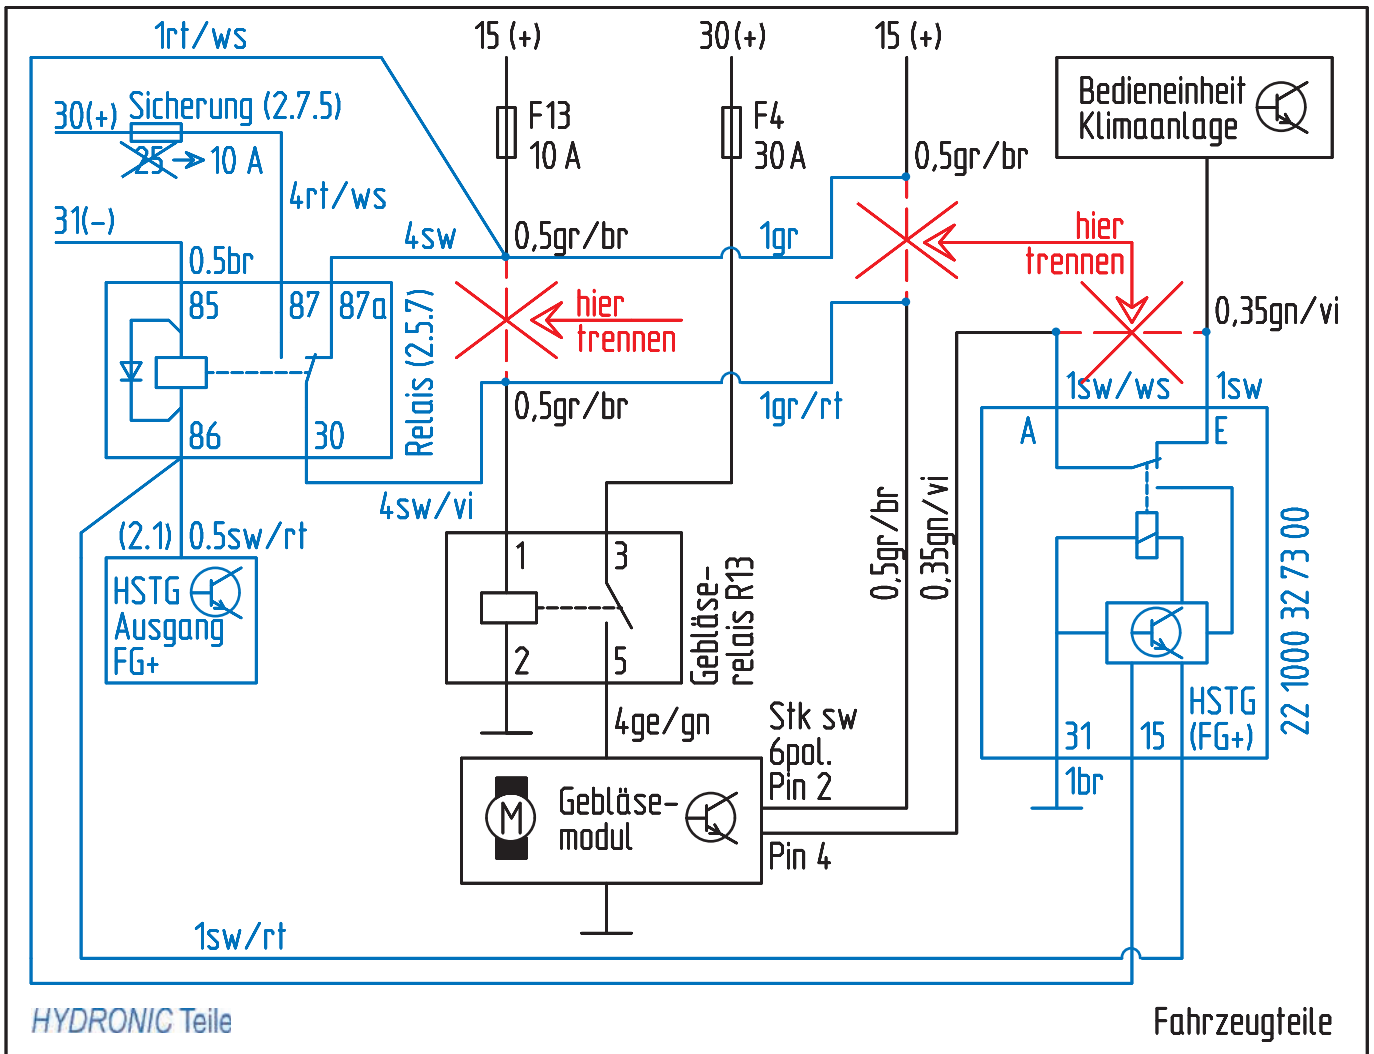 1rt/ws
15 (+)
30 (+)
15 (+)
30(+)
Sicherung (2.7.5)
25 → 10 A
4rt/ws
31(-)
0.5br
F13
10 A
F4
30 A
0,5gr/br
Bedieneinheit
Klimaanlage
4sw
0,5gr/br
1gr
hier
trennen
hier
trennen
0,35gn/vi
85
87
87a
Relais (2.5.7)
86
30
0,5gr/br
1gr/rt
1sw/ws
1sw
A
E
4sw/vi
(2.1)
0.5sw/rt
HSTG
Ausgang
FG+
1
3
2
5
Gebläse-
relais R13
0,5gr/br
0,35gn/vi
22 1000 32 73 00
HSTG
(FG+)
31
15
1br
4ge/gn
Stk sw
6pol.
Pin 2
Pin 4
M
Gebläse-
modul
1sw/rt
HYDRONIC Teile
Fahrzeugteile